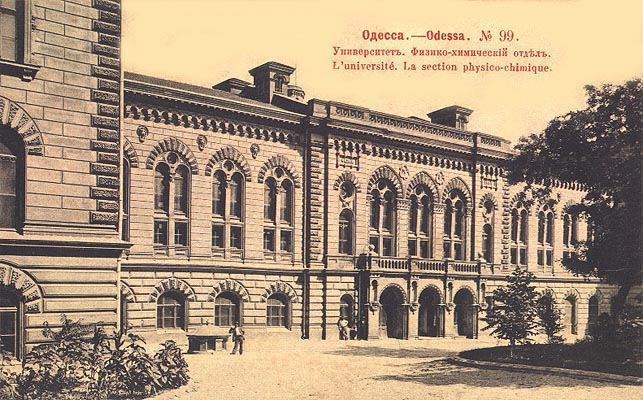 Одесса.—Odessa. № 99.
Университетъ. Физико-химическій отдѣлъ.
L'université. La section physico-chimique.